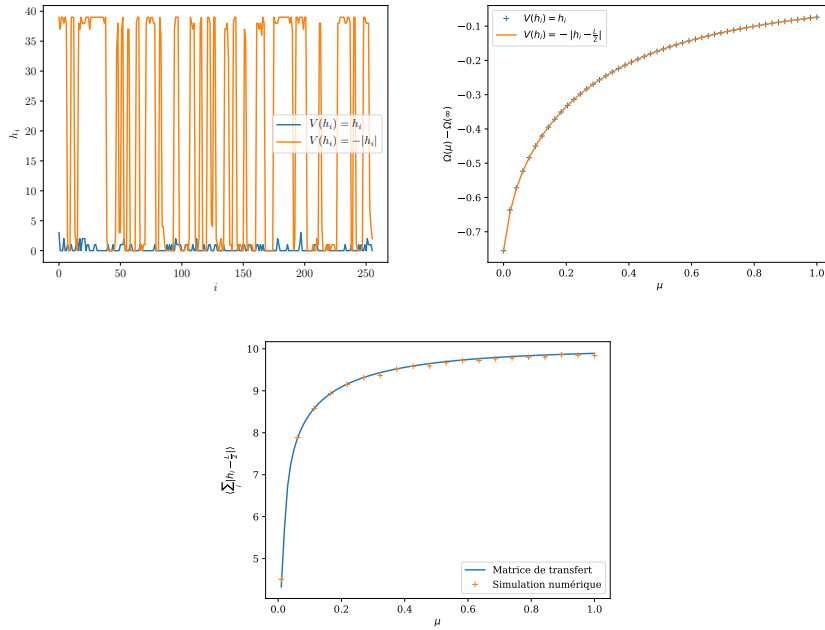 40
35
30
25
20
15
10
5
0
h_i
0 50 100 150 200 250
i
V(h_i) = h_i
V(h_i) = −|h_i|
−0.1
−0.2
−0.3
−0.4
−0.5
−0.6
−0.7
Ω(μ) − Ω(∞)
0.0 0.2 0.4 0.6 0.8 1.0
μ
V(h_i) = h_i
V(h_i) = − |h_i − L/2|
10
9
8
7
6
5
⟨∑_i |h_i − L/2|⟩
0.0 0.2 0.4 0.6 0.8 1.0
μ
Matrice de transfert
Simulation numérique